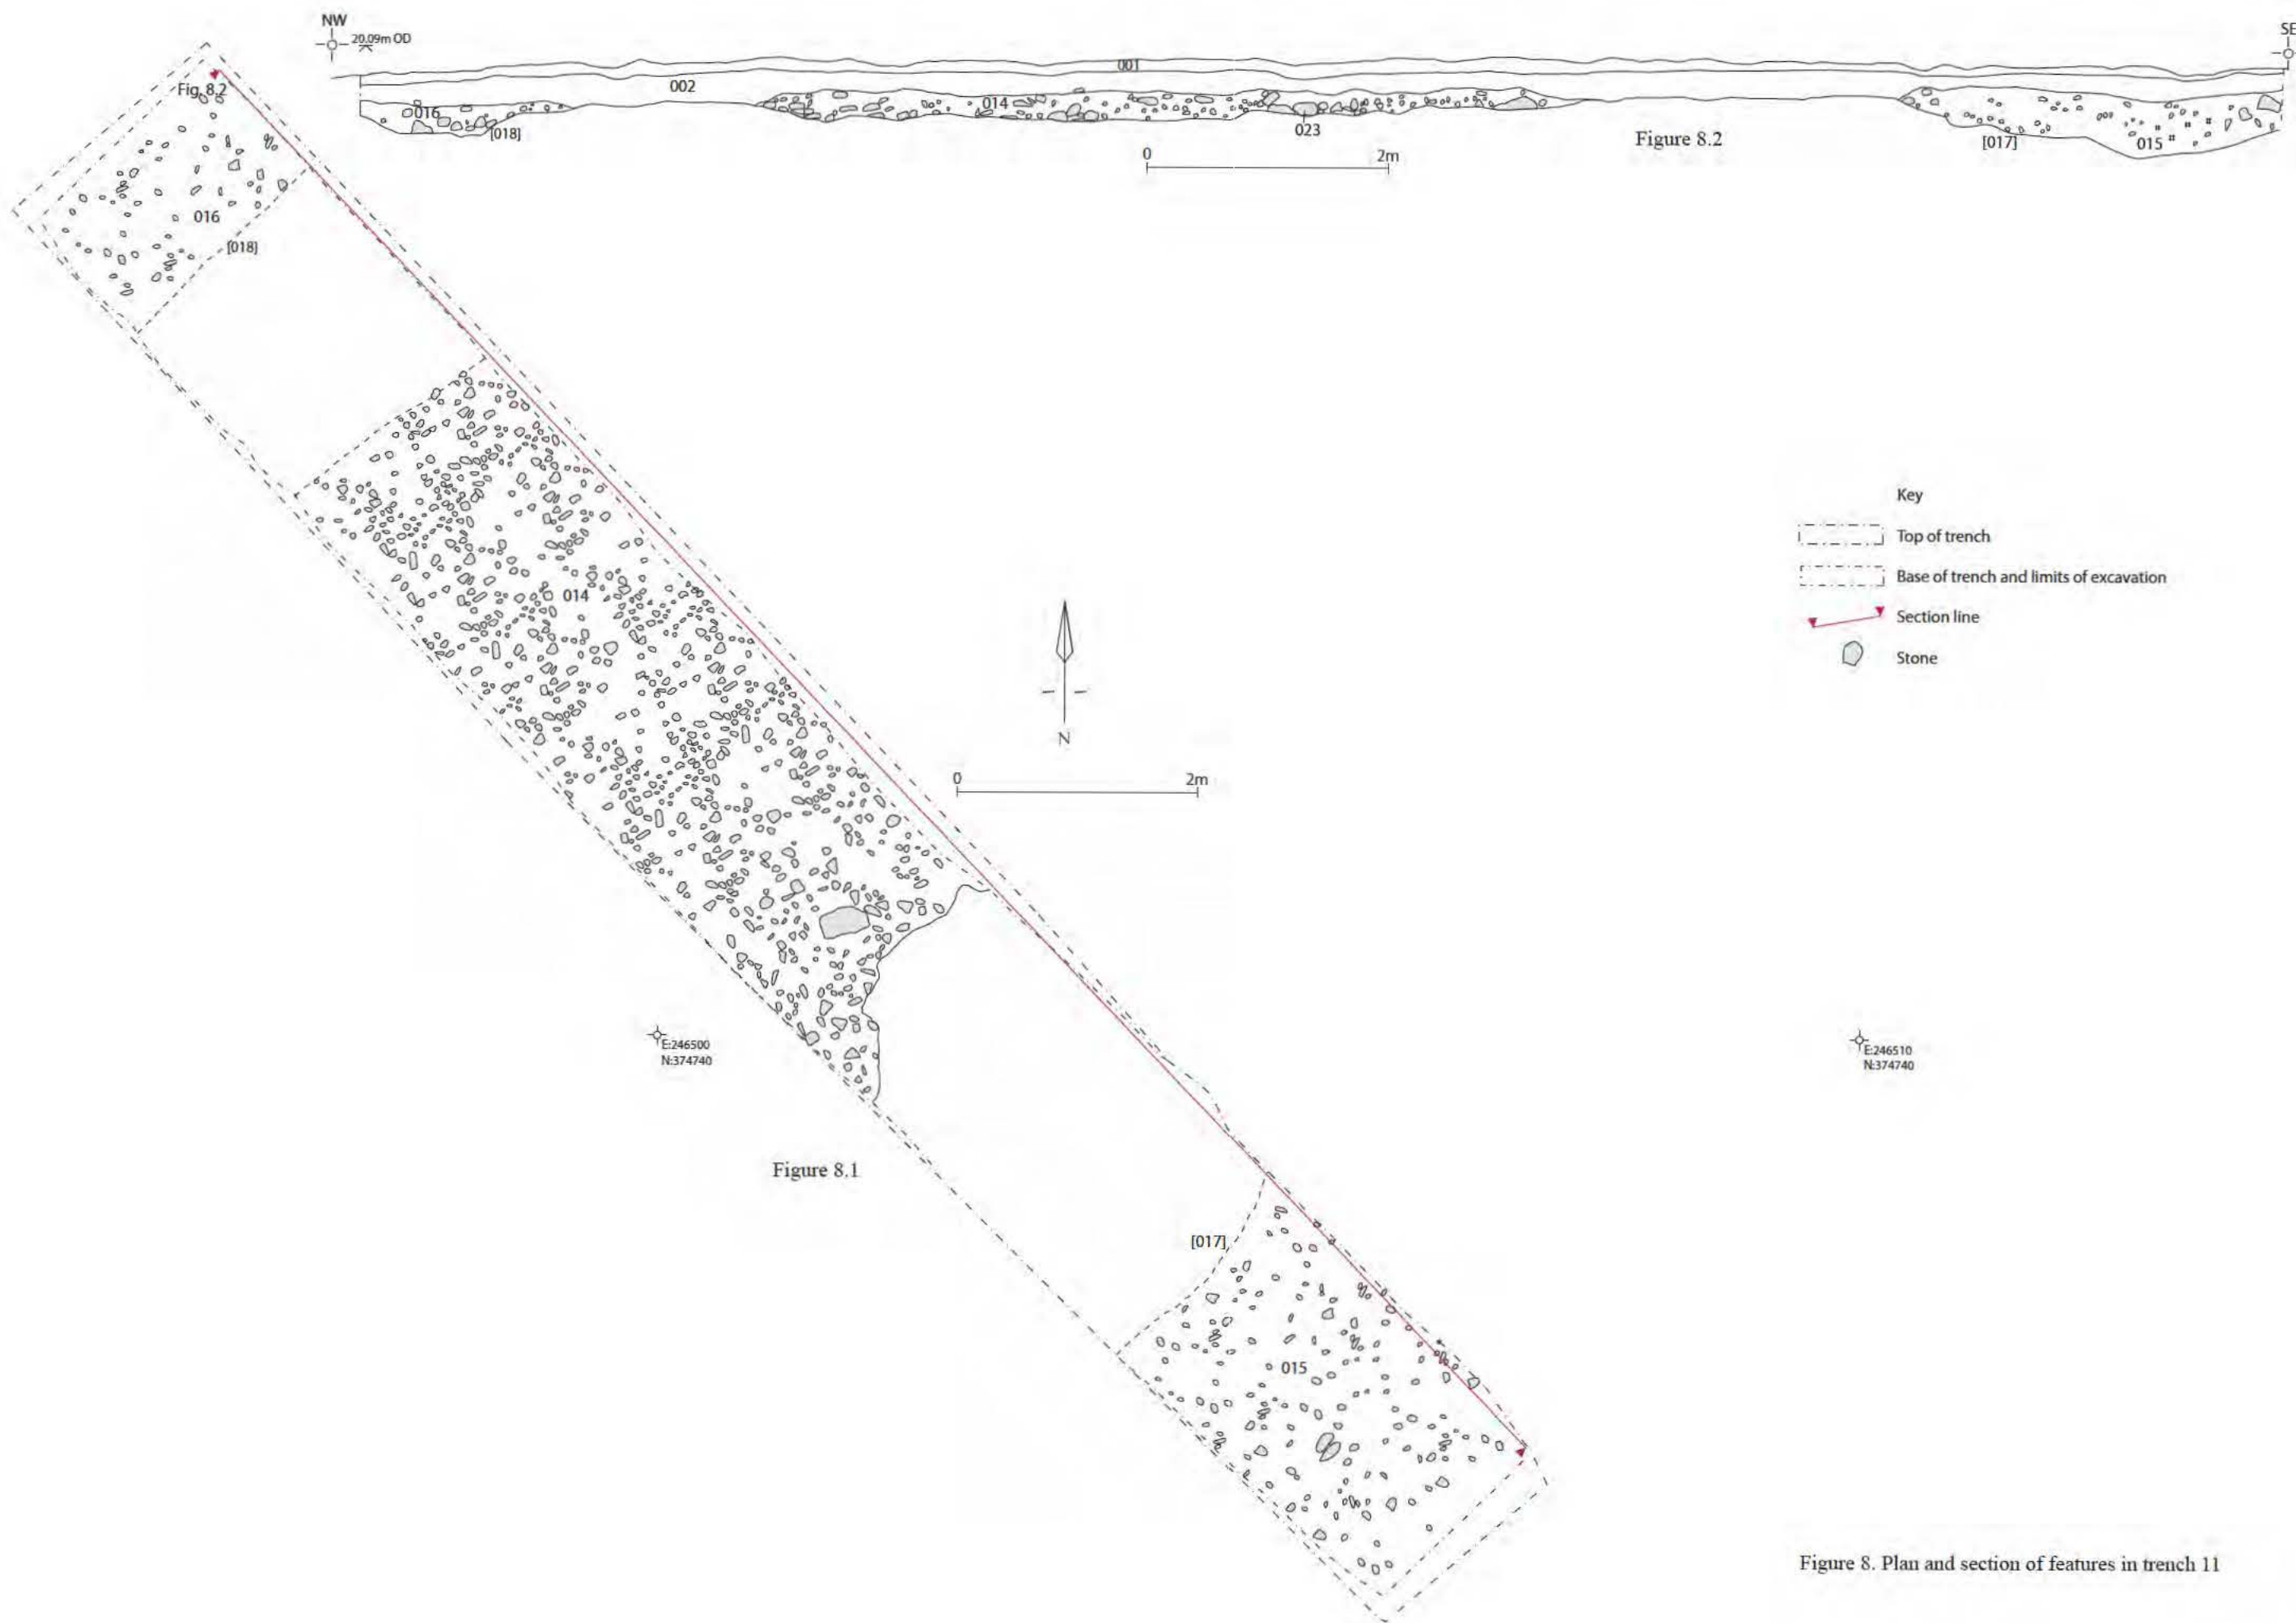 NW
20.09m OD
SE
001
002
016
[018]
014
023
[017]
015
0 2m
Figure 8.2
Fig. 8.2
016
[018]
014
Key
Top of trench
Base of trench and limits of excavation
Section line
Stone
N
0 2m
E:246500
N:374740
E:246510
N:374740
Figure 8.1
[017]
015
Figure 8. Plan and section of features in trench 11